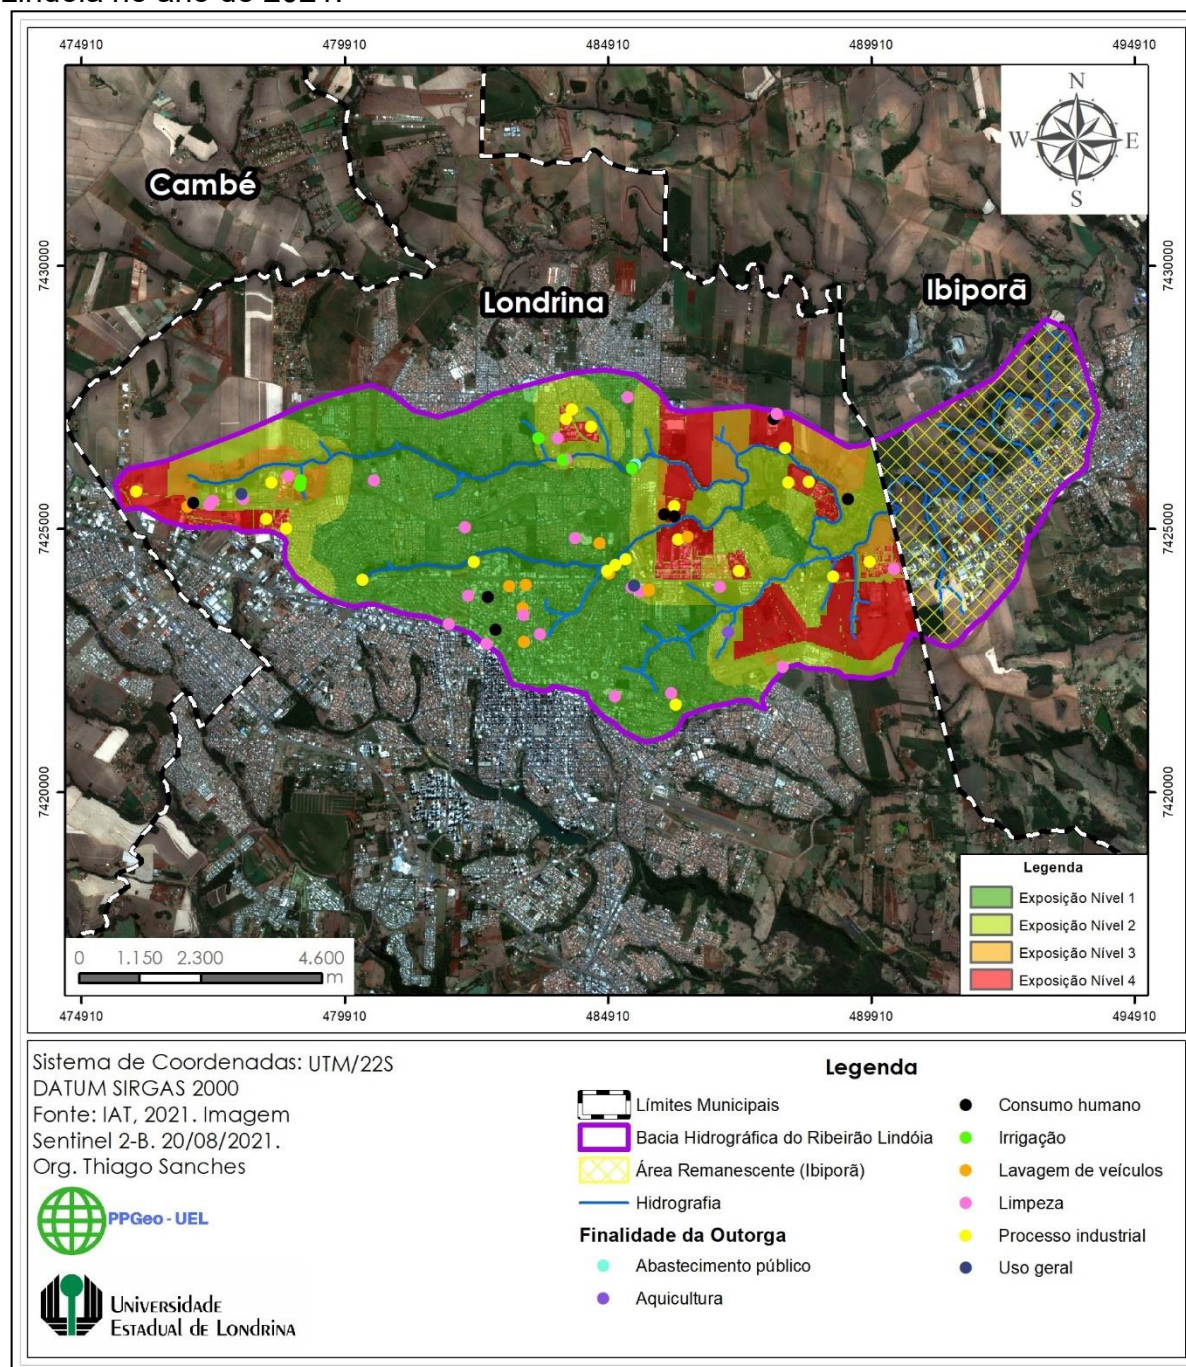 Lindóia no ano de 2021.
474910 479910 484910 489910 494910
N
W E
S
Cambé
7430000 7430000
Londrina
Ibiporã
7425000 7425000
7420000 7420000
Legenda
Exposição Nível 1
Exposição Nível 2
Exposição Nível 3
Exposição Nível 4
0 1.150 2.300 4.600
m
474910 479910 484910 489910 494910
Sistema de Coordenadas: UTM/22S
DATUM SIRGAS 2000
Fonte: IAT, 2021. Imagem
Sentinel 2-B. 20/08/2021.
Org. Thiago Sanches
PPGeo - UEL
Universidade
Estadual de Londrina
Legenda
Límites Municipais
Bacia Hidrográfica do Ribeirão Lindóia
Área Remanescente (Ibiporã)
Hidrografia
Finalidade da Outorga
Abastecimento público
Aquicultura
Consumo humano
Irrigação
Lavagem de veículos
Limpeza
Processo industrial
Uso geral